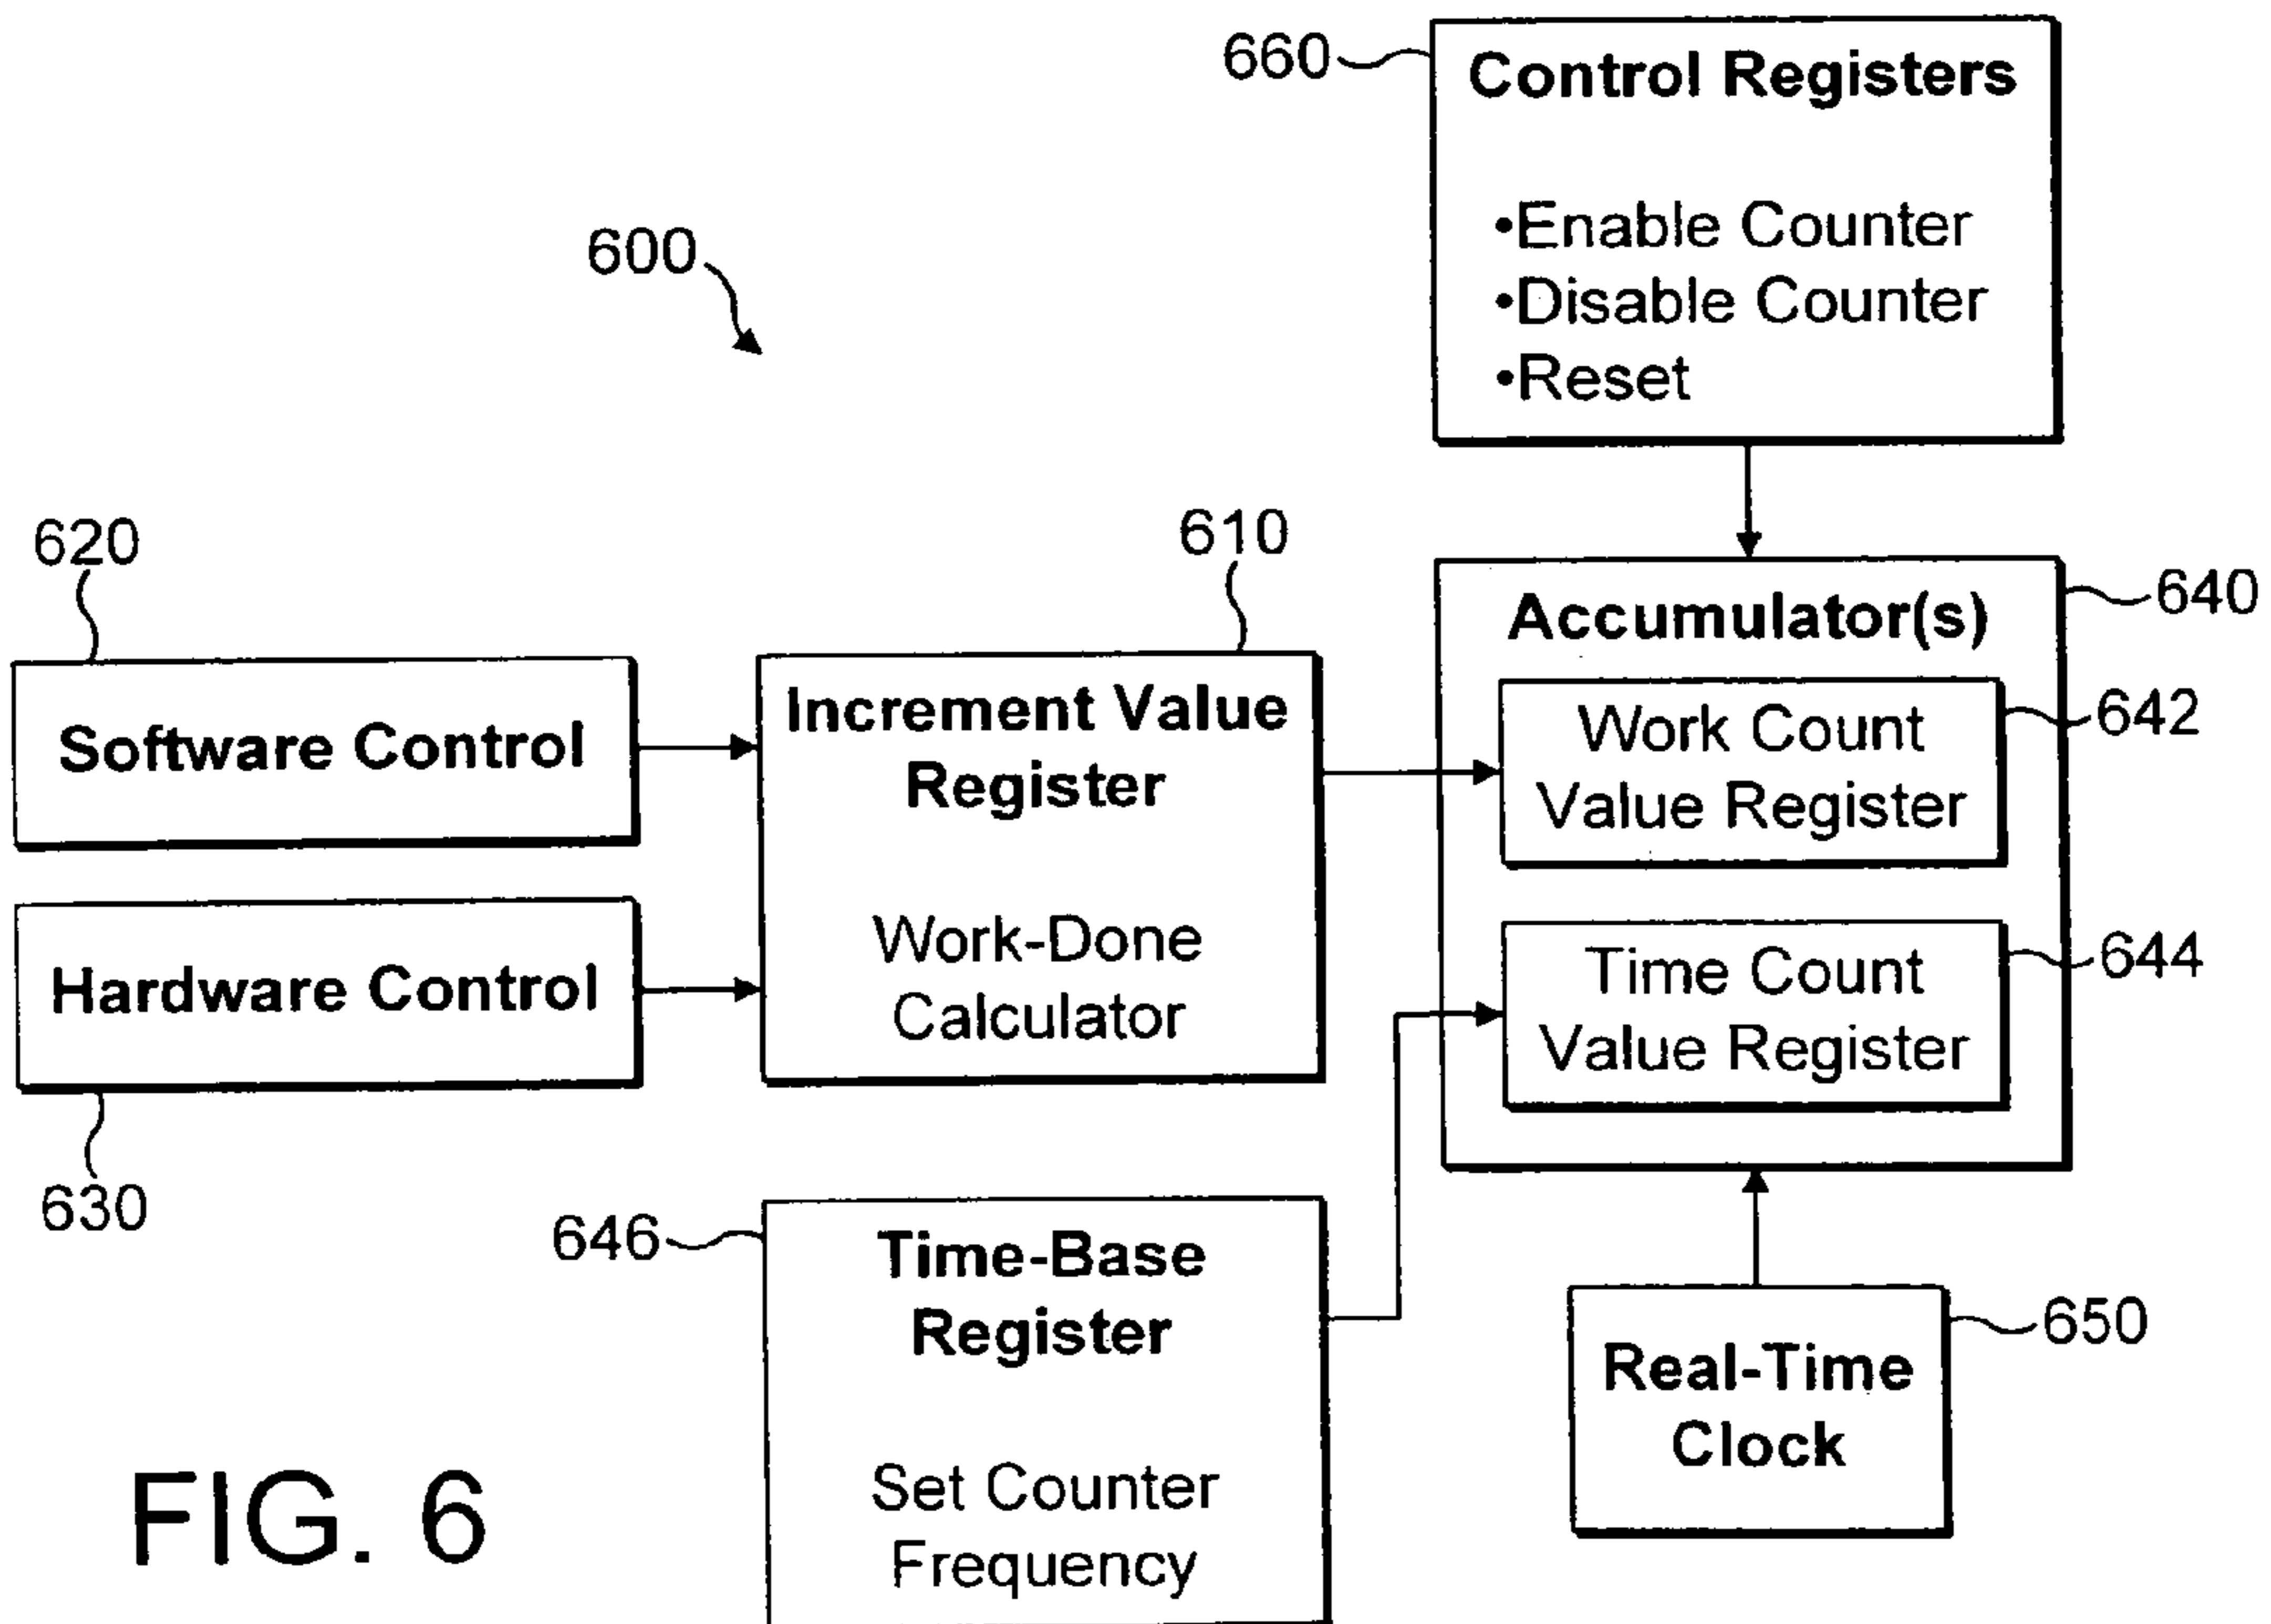 660
Control Registers
•Enable Counter
•Disable Counter
•Reset
600
620
Software Control
Hardware Control
630
610
Increment Value
Register
Work-Done
Calculator
640
Accumulator(s)
642
Work Count
Value Register
644
Time Count
Value Register
646
Time-Base
Register
Set Counter
Frequency
650
Real-Time
Clock
FIG. 6